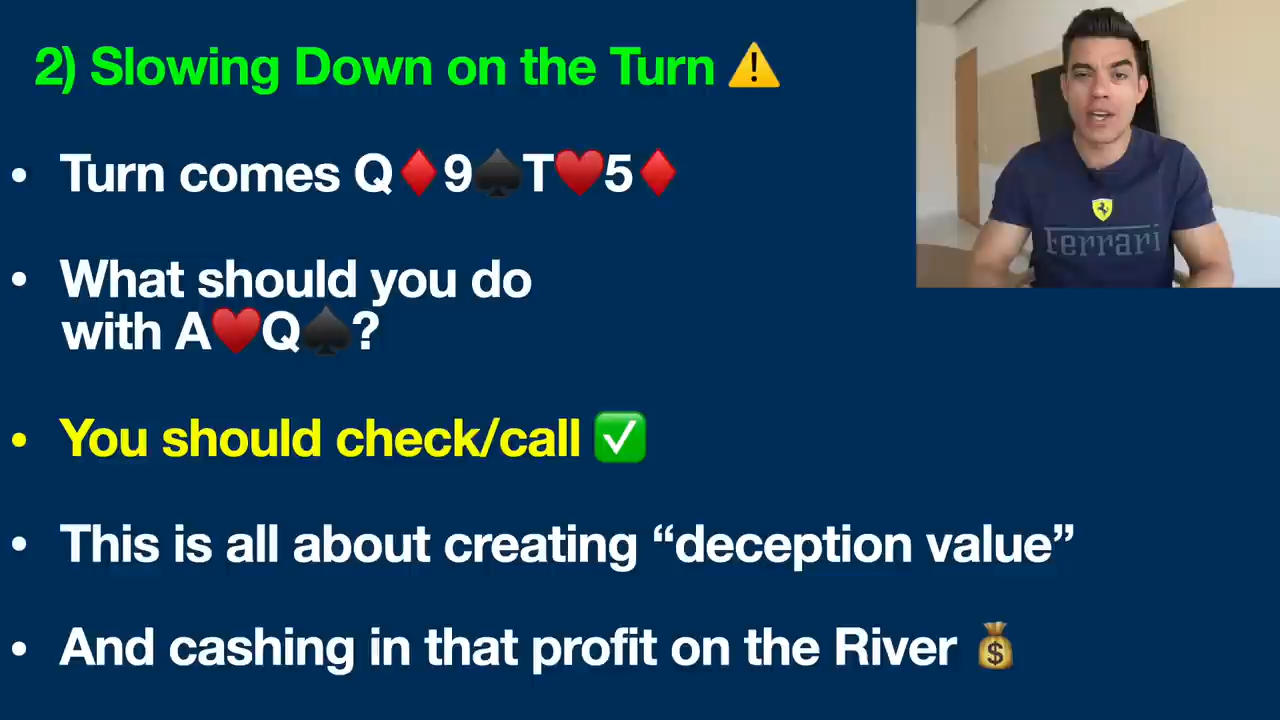 2) Slowing Down on the Turn ⚠️
• Turn comes Q♦️9♠️T♥️5♦️
• What should you do
with A♥️Q♠️?
• You should check/call ✅
• This is all about creating “deception value”
• And cashing in that profit on the River 💰
Ferrari